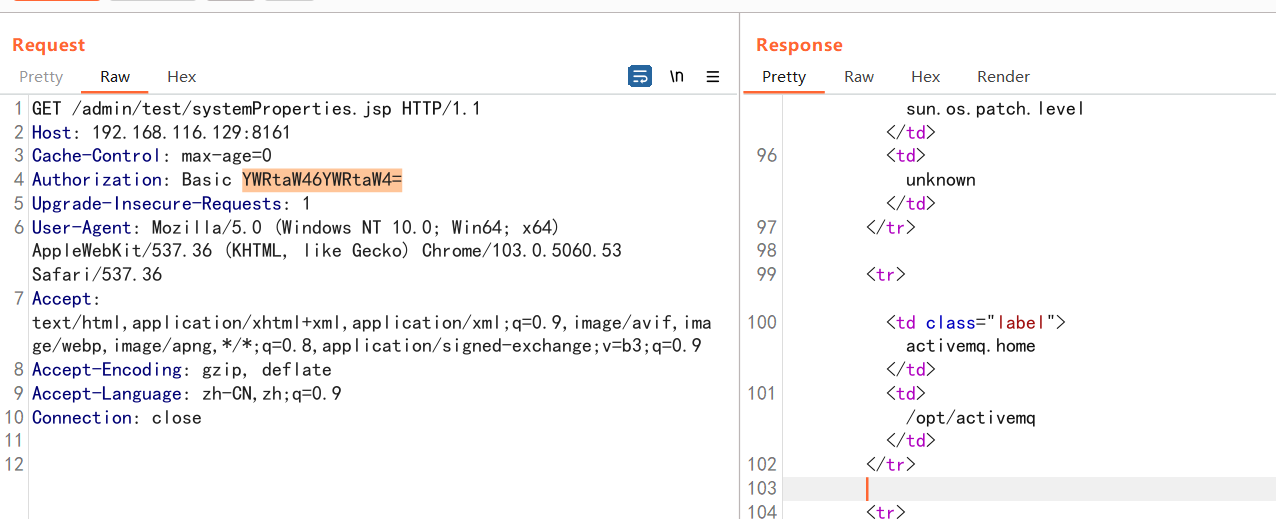 Request
Pretty Raw Hex
\n
1 GET /admin/test/systemProperties.jsp HTTP/1.1
2 Host: 192.168.116.129:8161
3 Cache-Control: max-age=0
4 Authorization: Basic YWRtaW46YWRtaW4=
5 Upgrade-Insecure-Requests: 1
6 User-Agent: Mozilla/5.0 (Windows NT 10.0; Win64; x64)
AppleWebKit/537.36 (KHTML, like Gecko) Chrome/103.0.5060.53
Safari/537.36
7 Accept:
text/html,application/xhtml+xml,application/xml;q=0.9,image/avif,ima
ge/webp,image/apng,*/*;q=0.8,application/signed-exchange;v=b3;q=0.9
8 Accept-Encoding: gzip, deflate
9 Accept-Language: zh-CN,zh;q=0.9
10 Connection: close
11
12
Response
Pretty Raw Hex Render
sun.os.patch.level
</td>
96 <td>
unknown
</td>
97 </tr>
98
99 <tr>
100 <td class="label">
activemq.home
</td>
101 <td>
/opt/activemq
</td>
102 </tr>
103
104 <tr>